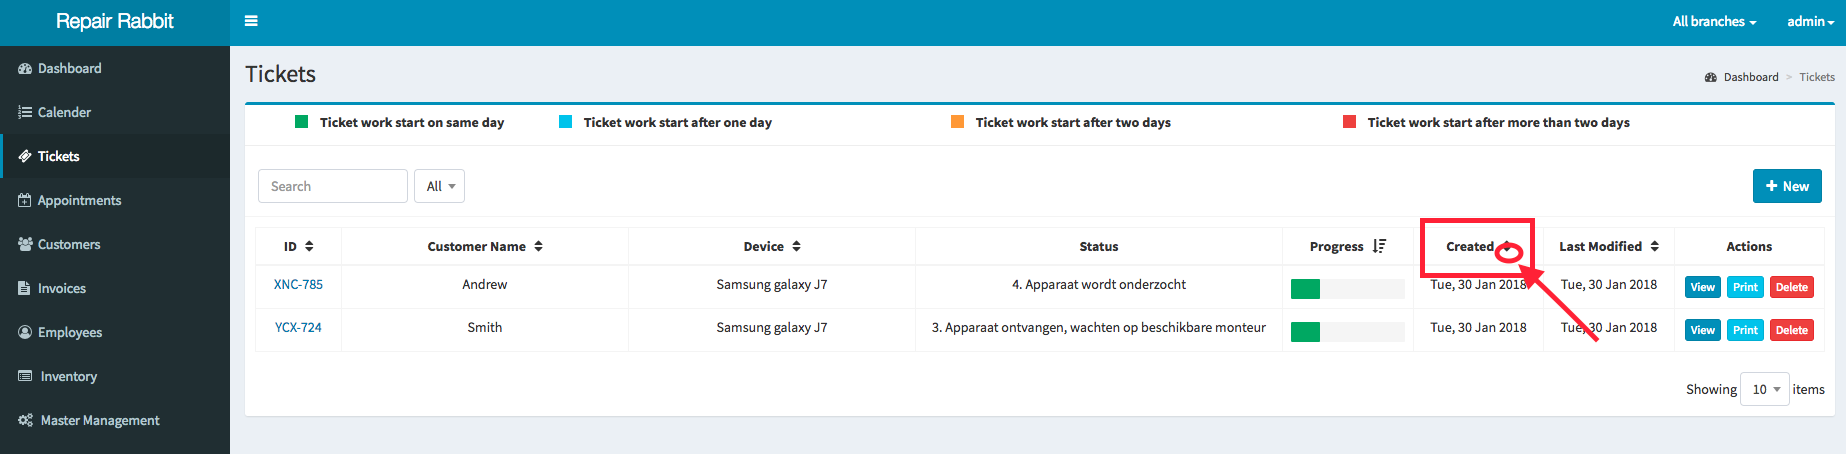 Repair Rabbit
All branches
admin
Dashboard
Calender
Tickets
Appointments
Customers
Invoices
Employees
Inventory
Master Management
Tickets
Dashboard > Tickets
Ticket work start on same day
Ticket work start after one day
Ticket work start after two days
Ticket work start after more than two days
Search
All
+ New
ID Customer Name Device Status Progress Created Last Modified Actions
XNC-785 Andrew Samsung galaxy J7 4. Apparaat wordt onderzocht Tue, 30 Jan 2018 Tue, 30 Jan 2018 View Print Delete
YCX-724 Smith Samsung galaxy J7 3. Apparaat ontvangen, wachten op beschikbare monteur Tue, 30 Jan 2018 Tue, 30 Jan 2018 View Print Delete
Showing 10 items